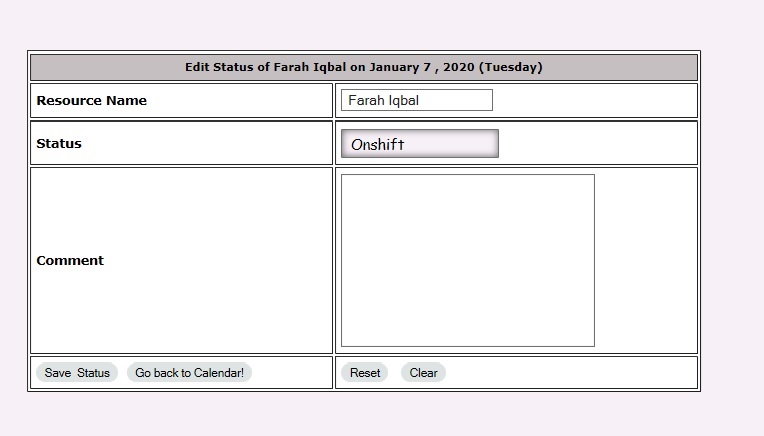 Edit Status of Farah Iqbal on January 7 , 2020 (Tuesday)
Resource Name Farah Iqbal
Status Onshift
Comment
Save Status Go back to Calendar! Reset Clear